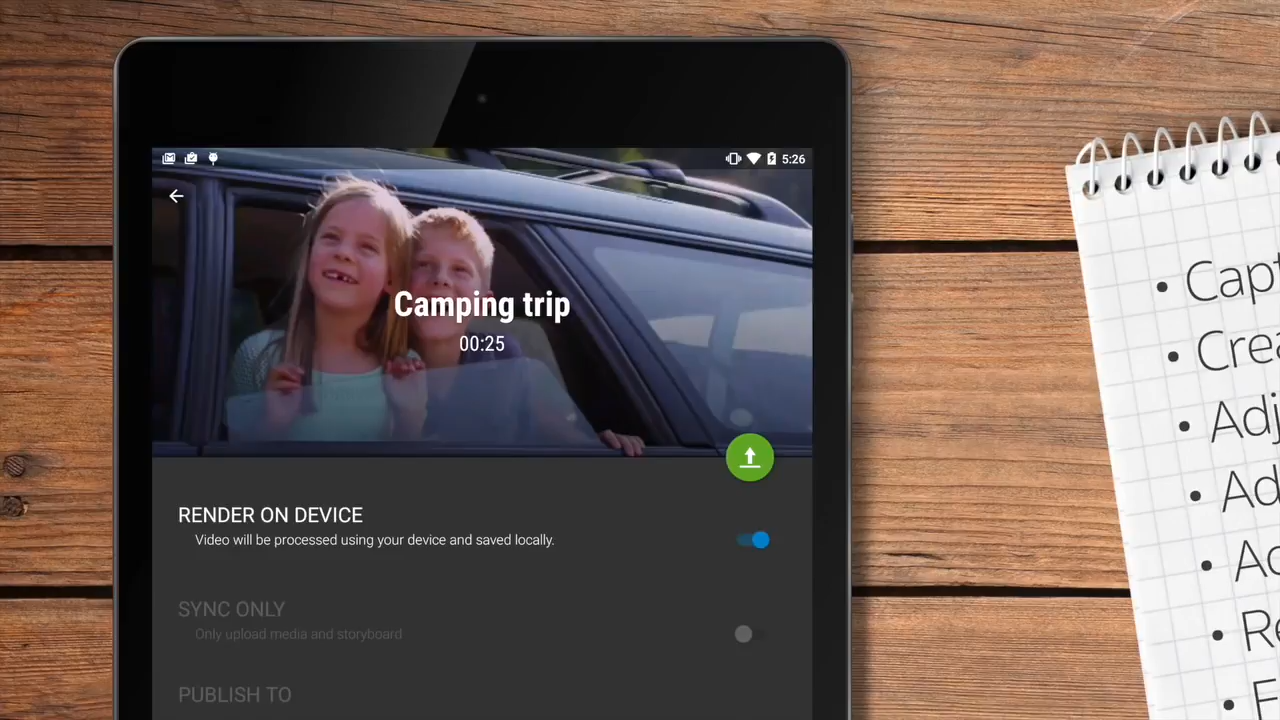 5:26
Camping trip
00:25
RENDER ON DEVICE
Video will be processed using your device and saved locally.
SYNC ONLY
Only upload media and storyboard
PUBLISH TO